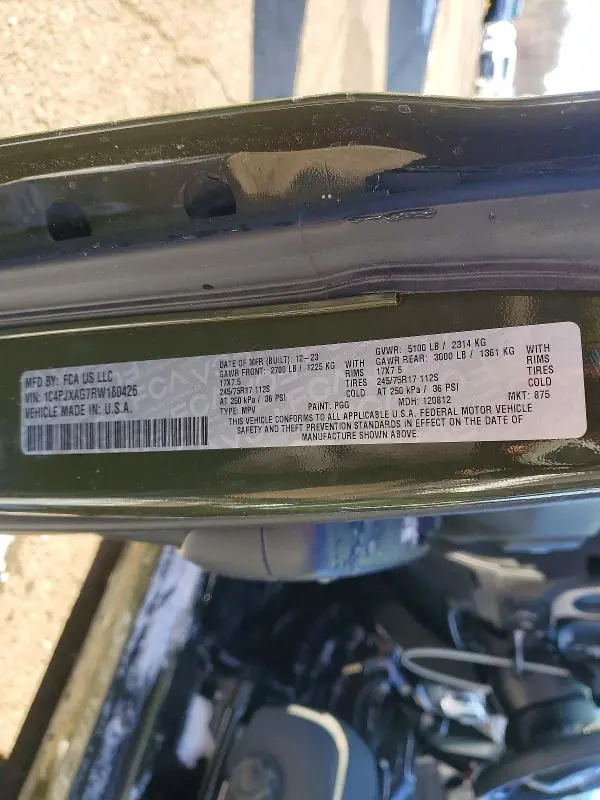 MFD BY: FCA US LLC
VIN: 1C4PJXAG7RW180426
VEHICLE MADE IN: U.S.A.
DATE OF MFR (BUILT): 12-23
GAWR FRONT: 2700 LB / 1225 KG WITH
17X7.5 RIMS
245/75R17 112S TIRES
AT 250 kPa / 36 PSI COLD
GVWR: 5100 LB / 2314 KG
GAWR REAR: 3000 LB / 1361 KG WITH
17X7.5 RIMS
245/75R17 112S TIRES
AT 250 kPa / 36 PSI COLD
TYPE: MPV PAINT: PGG MDH: 120812 MKT: 875
THIS VEHICLE CONFORMS TO ALL APPLICABLE U.S.A. FEDERAL MOTOR VEHICLE
SAFETY AND THEFT PREVENTION STANDARDS IN EFFECT ON THE DATE OF
MANUFACTURE SHOWN ABOVE.